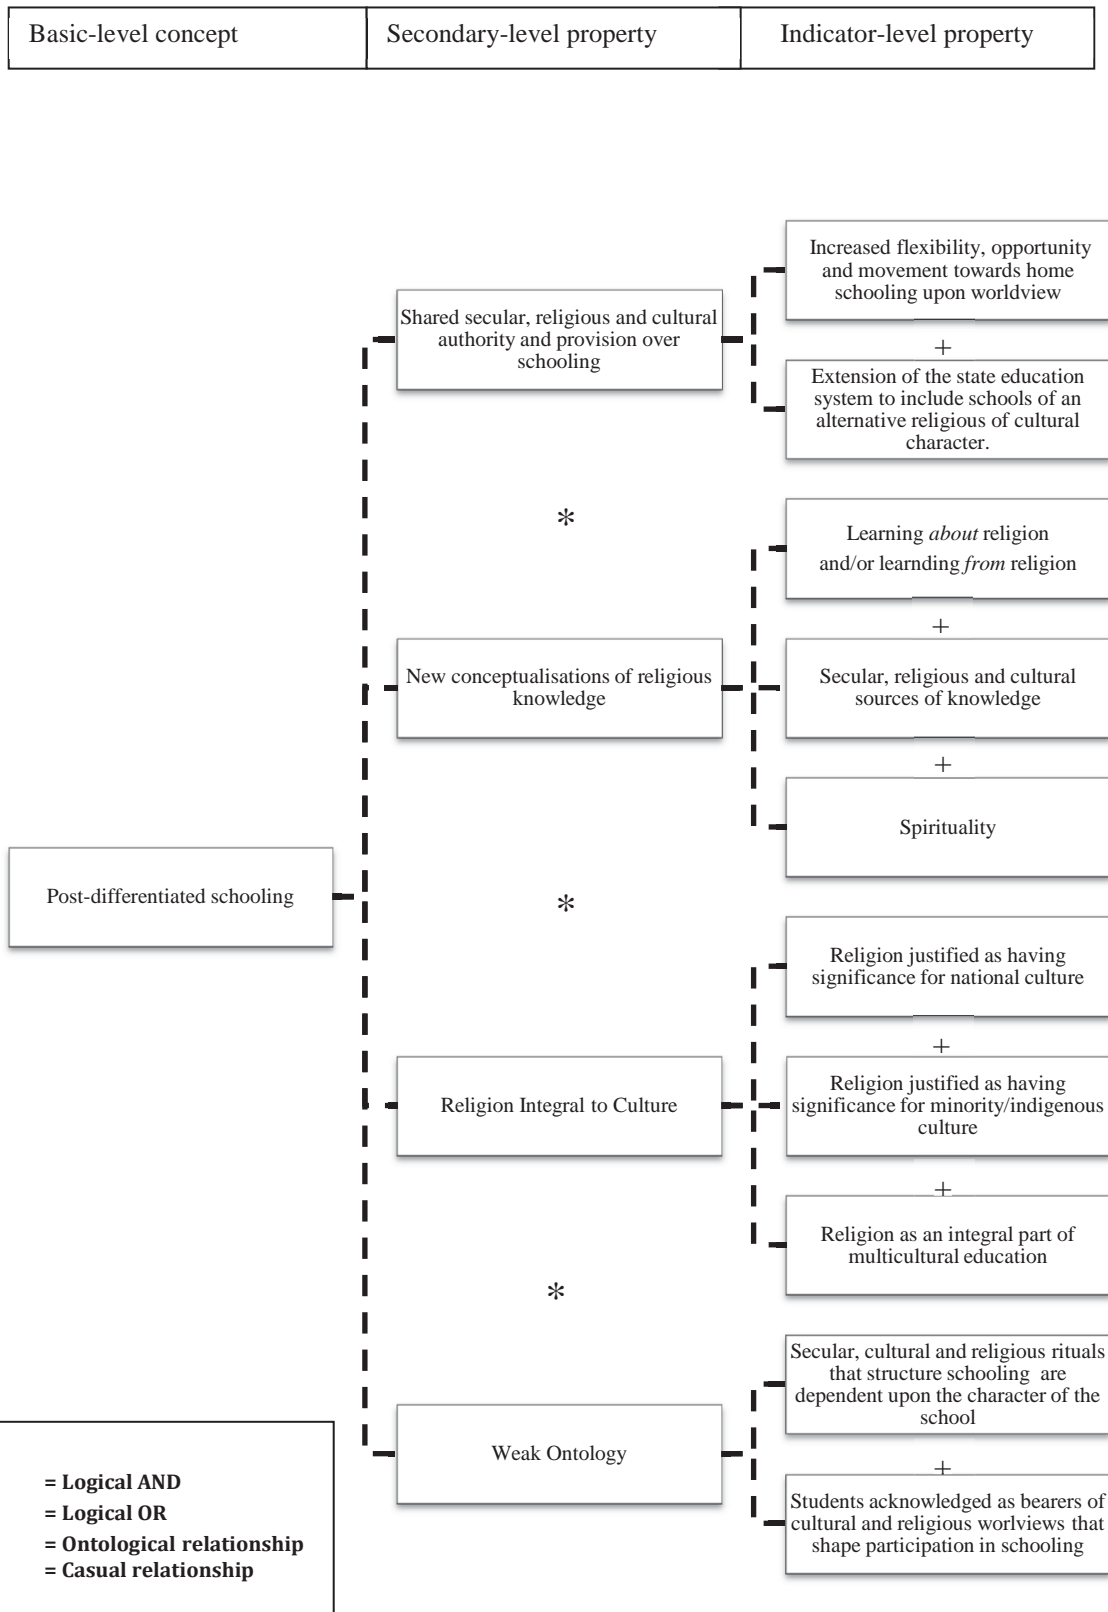 Basic-level concept
Secondary-level property
Indicator-level property
Increased flexibility, opportunity
and movement towards home
schooling upon worldview
Shared secular, religious and cultural
authority and provision over
schooling
+
Extension of the state education
system to include schools of an
alternative religious of cultural
character.
*
Learning about religion
and/or learnding from religion
+
New conceptualisations of religious
knowledge
Secular, religious and cultural
sources of knowledge
+
Spirituality
Post-differentiated schooling
*
Religion justified as having
significance for national culture
+
Religion Integral to Culture
Religion justified as having
significance for minority/indigenous
culture
+
Religion as an integral part of
multicultural education
*
Secular, cultural and religious rituals
that structure schooling are
dependent upon the character of the
school
Weak Ontology
+
Students acknowledged as bearers of
cultural and religious worlviews that
shape participation in schooling
= Logical AND
= Logical OR
= Ontological relationship
= Casual relationship